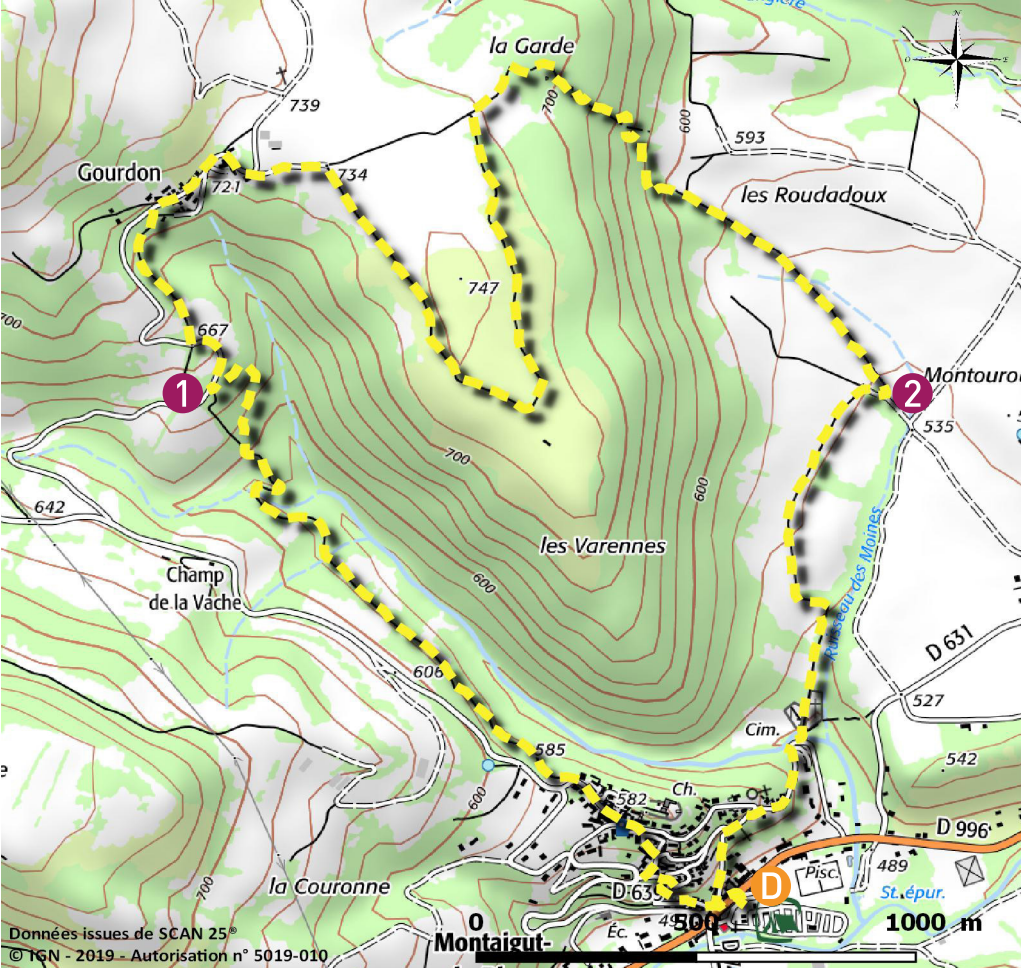 la Garde
N
O
E
S
739
700
600
593
Gourdon
721
734
les Roudadoux
747
700
667
1
2
Montourou
535
700
642
600
les Varennes
Champ
de la Vache
600
Ruisseau des Moines
D 631
606
527
Cim.
585
542
Ch.
600
582
D 996
Pisc.
489
la Couronne
D 639
D
St. épur.
700
0
500
1000 m
Éc.
Données issues de SCAN 25®
© IGN - 2019 - Autorisation n° 5019-010
Montaigut-